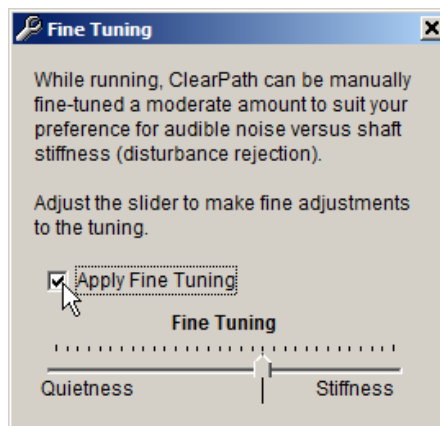 Fine Tuning
While running, ClearPath can be manually
fine-tuned a moderate amount to suit your
preference for audible noise versus shaft
stiffness (disturbance rejection).
Adjust the slider to make fine adjustments
to the tuning.
Apply Fine Tuning
Fine Tuning
Quietness Stiffness